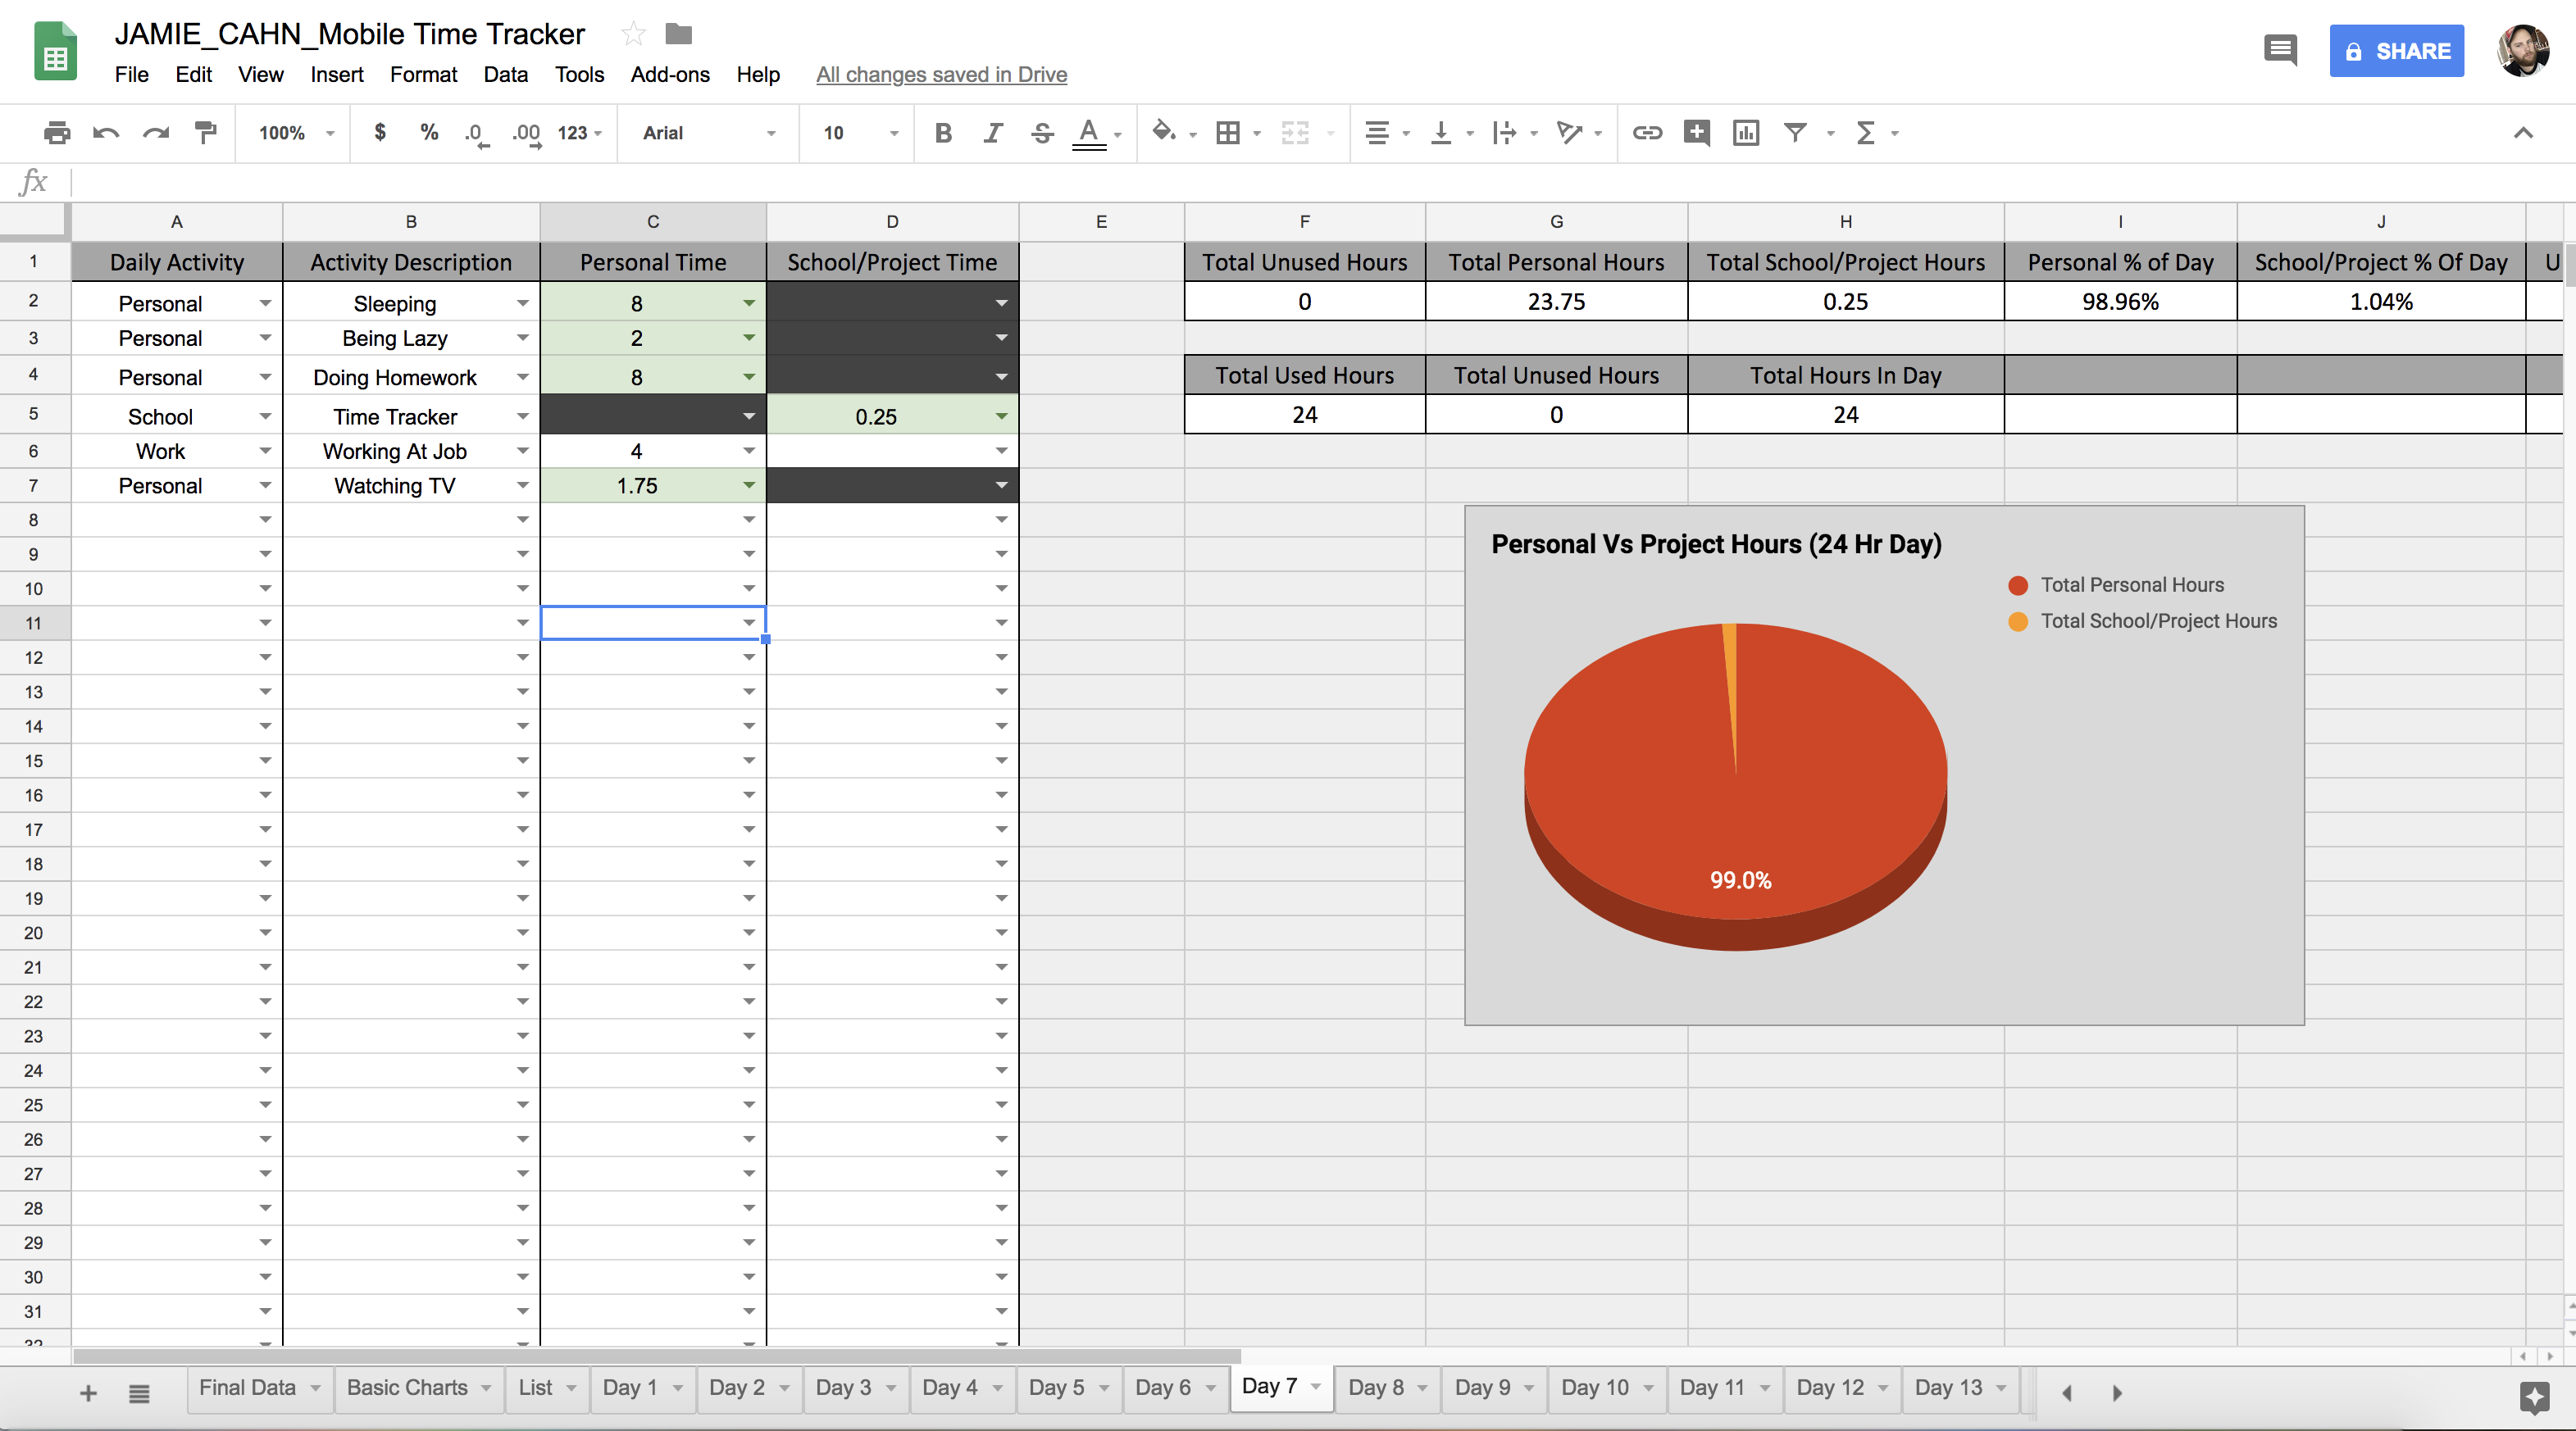 JAMIE_CAHN_Mobile Time Tracker
File Edit View Insert Format Data Tools Add-ons Help All changes saved in Drive
SHARE
100% $ % .0 .00 123 Arial 10 B I S A
fx
A B C D E F G H I J
1 Daily Activity Activity Description Personal Time School/Project Time Total Unused Hours Total Personal Hours Total School/Project Hours Personal % of Day School/Project % Of Day U
2 Personal Sleeping 8 0 23.75 0.25 98.96% 1.04%
3 Personal Being Lazy 2
4 Personal Doing Homework 8 Total Used Hours Total Unused Hours Total Hours In Day
5 School Time Tracker 0.25 24 0 24
6 Work Working At Job 4
7 Personal Watching TV 1.75
8
9
10
11
12
13
14
15
16
17
18
19
20
21
22
23
24
25
26
27
28
29
30
31
32
Personal Vs Project Hours (24 Hr Day)
Total Personal Hours
Total School/Project Hours
99.0%
Final Data Basic Charts List Day 1 Day 2 Day 3 Day 4 Day 5 Day 6 Day 7 Day 8 Day 9 Day 10 Day 11 Day 12 Day 13